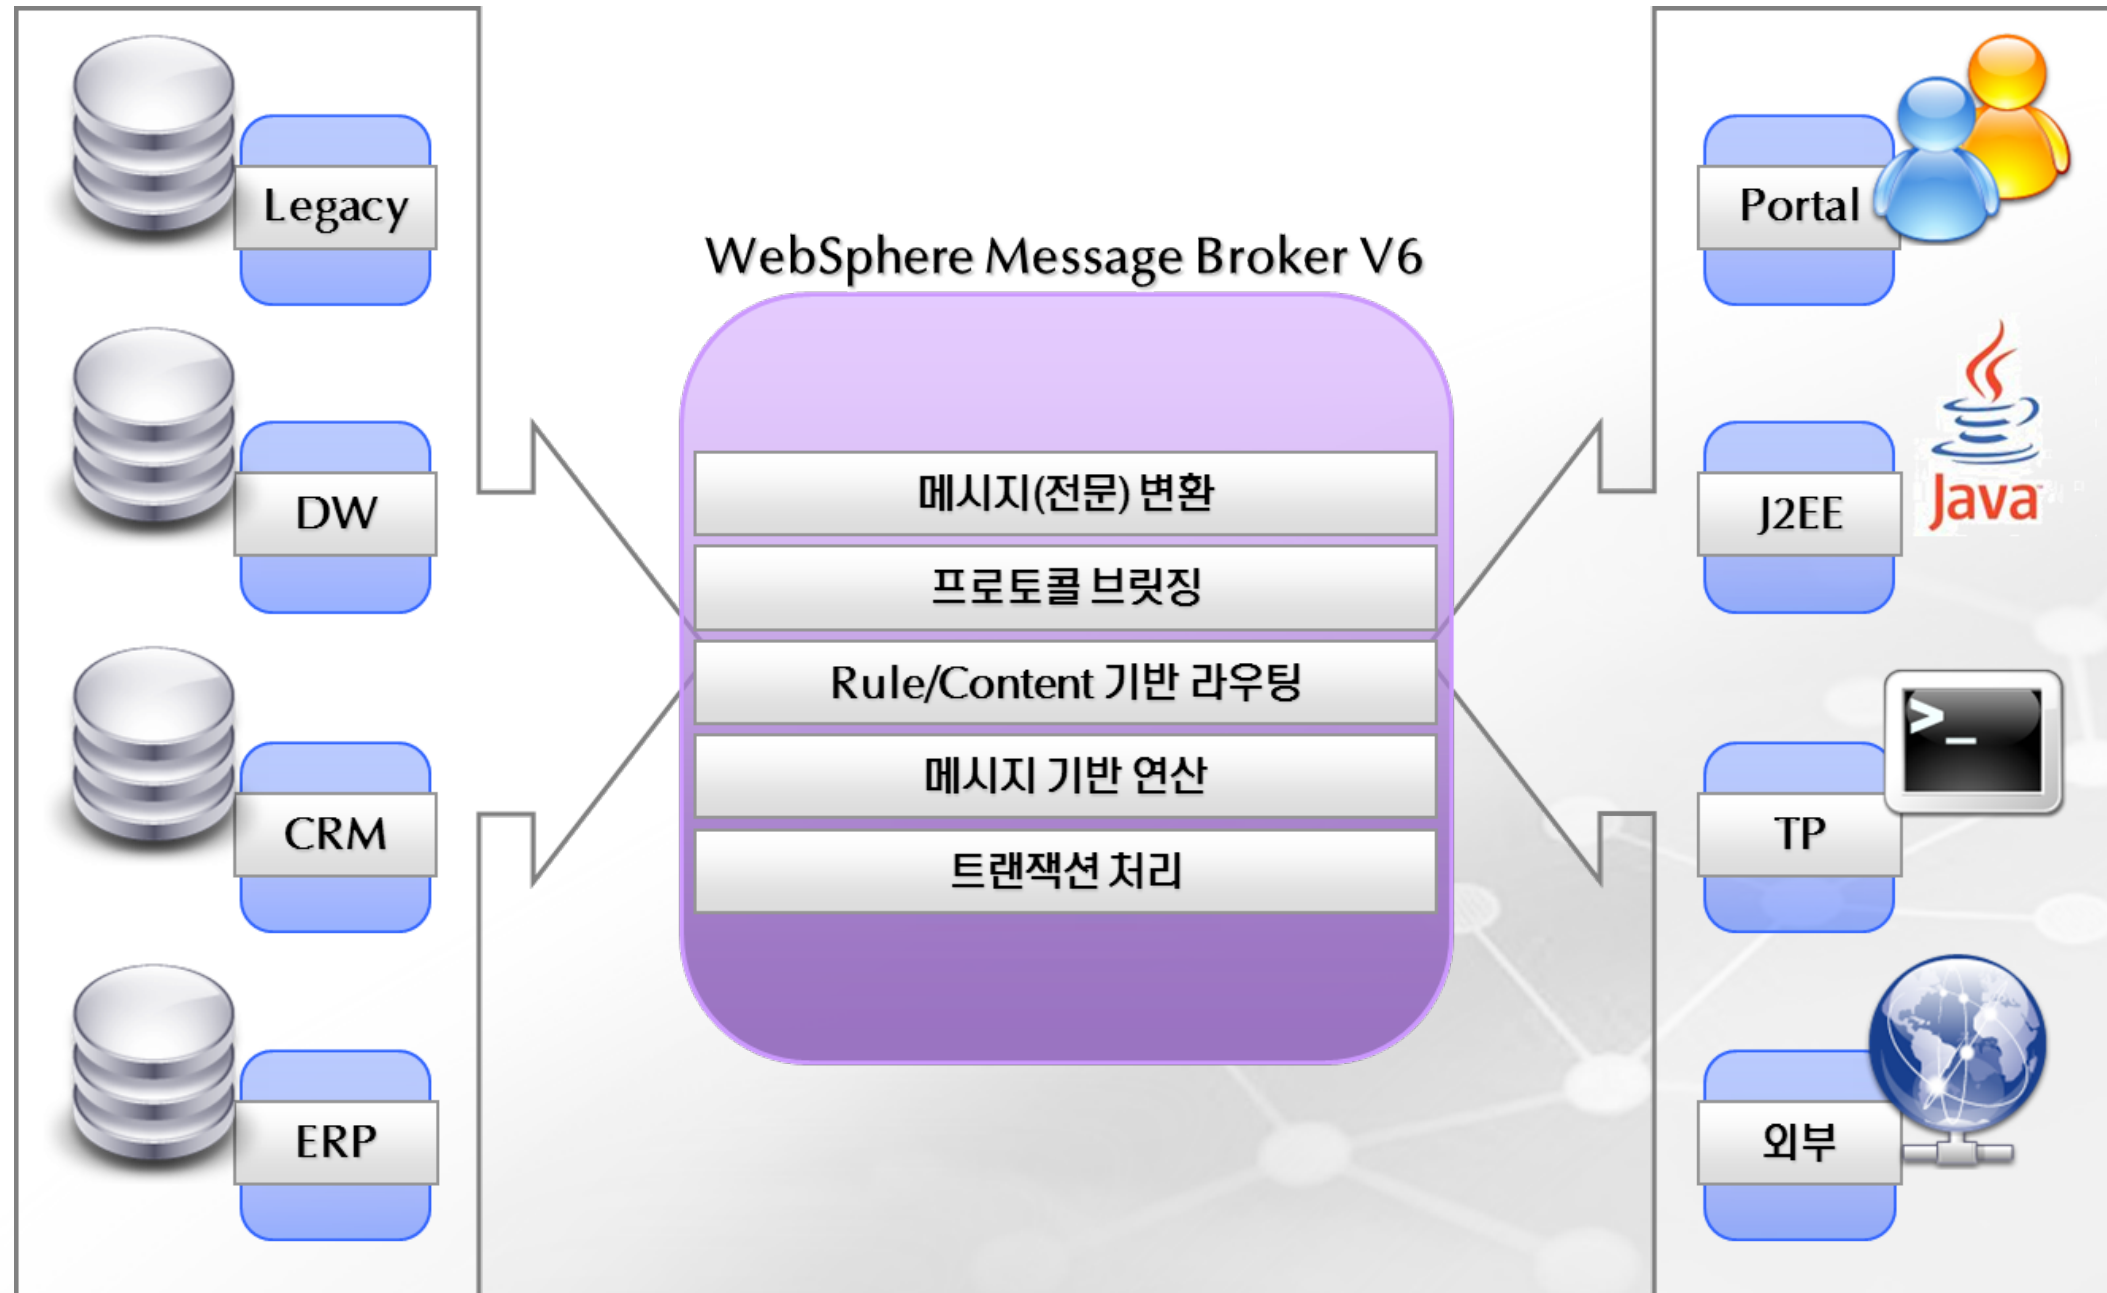 Legacy
DW
CRM
ERP
WebSphere Message Broker V6
메시지(전문) 변환
프로토콜 브릿징
Rule/Content 기반 라우팅
메시지 기반 연산
트랜잭션 처리
Portal
J2EE
Java
TP
>_
외부